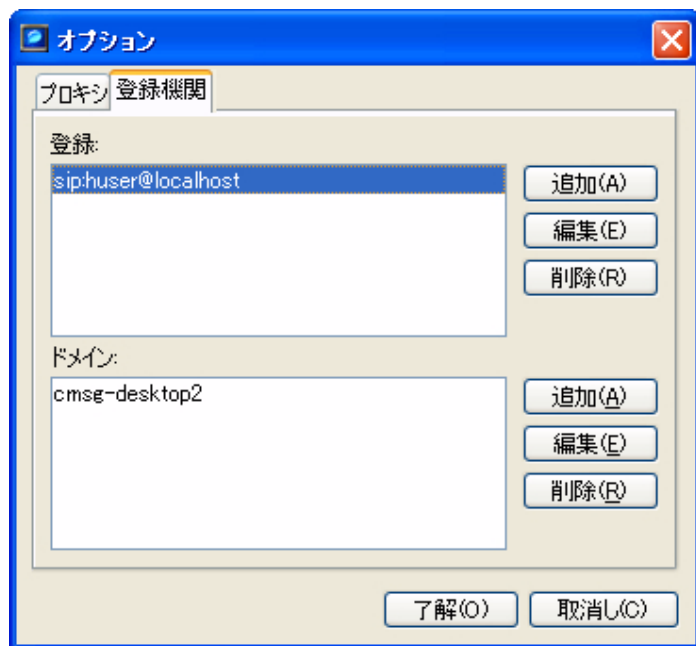 オプション
プロキシ 登録機関
登録:
sip:huser@localhost
追加(A)
編集(E)
削除(R)
ドメイン:
cmsg-desktop2
追加(A)
編集(E)
削除(R)
了解(O) 取消し(C)